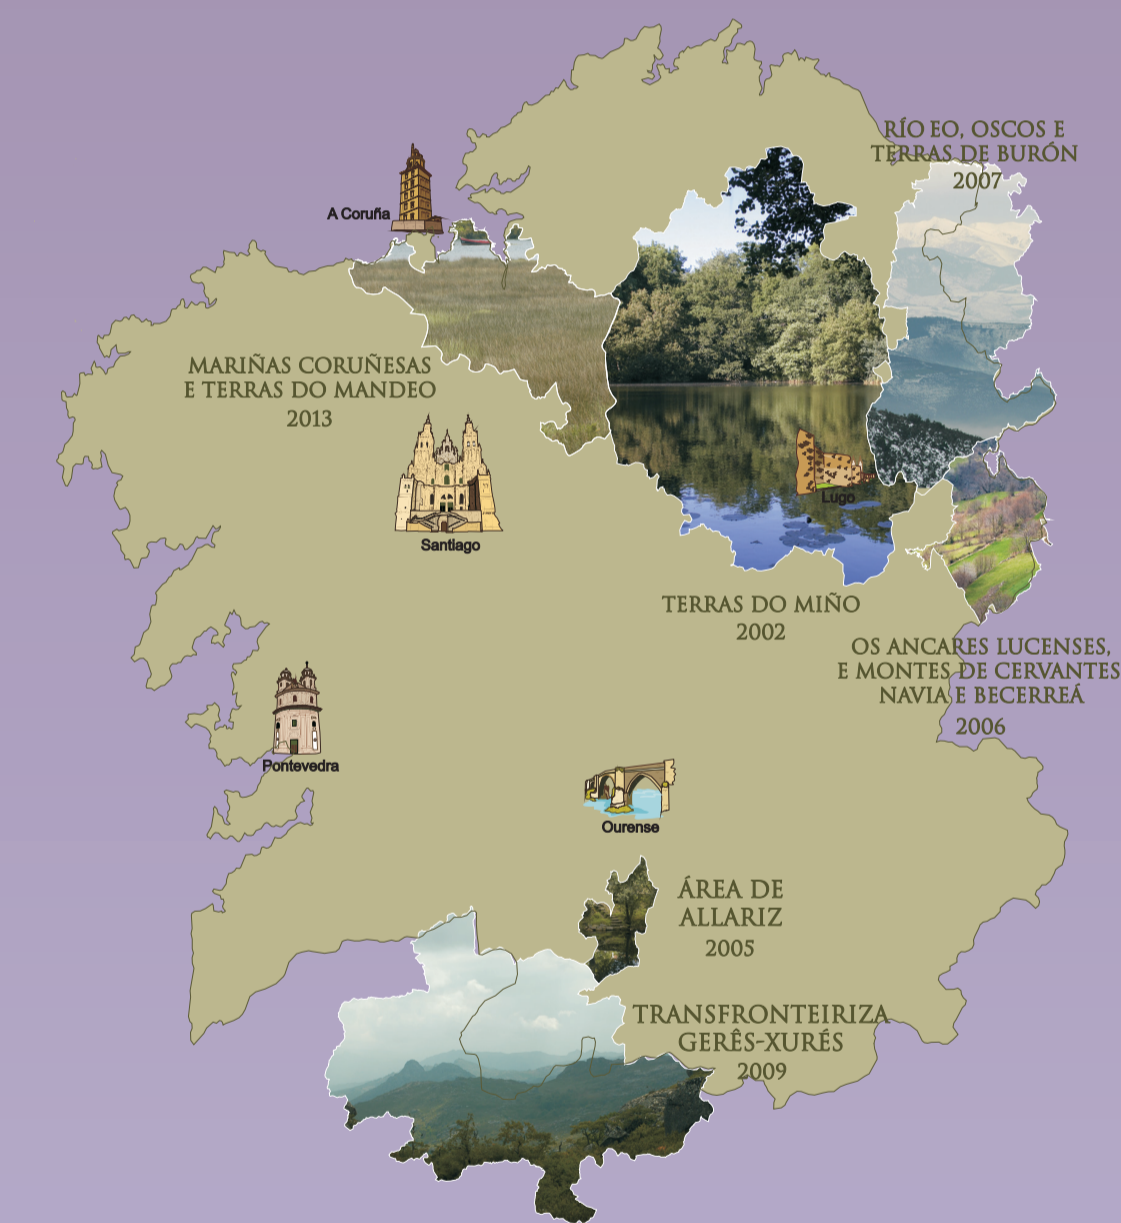 RÍO EO, OSCOS E
TERRAS DE BURÓN
2007
A Coruña
MARIÑAS CORUÑESAS
E TERRAS DO MANDEO
2013
Lugo
Santiago
TERRAS DO MIÑO
2002
OS ANCARES LUCENSES,
E MONTES DE CERVANTES
NAVIA E BECERREÁ
2006
Pontevedra
Ourense
ÁREA DE
ALLARIZ
2005
TRANSFRONTEIRIZA
GERÊS-XURÉS
2009